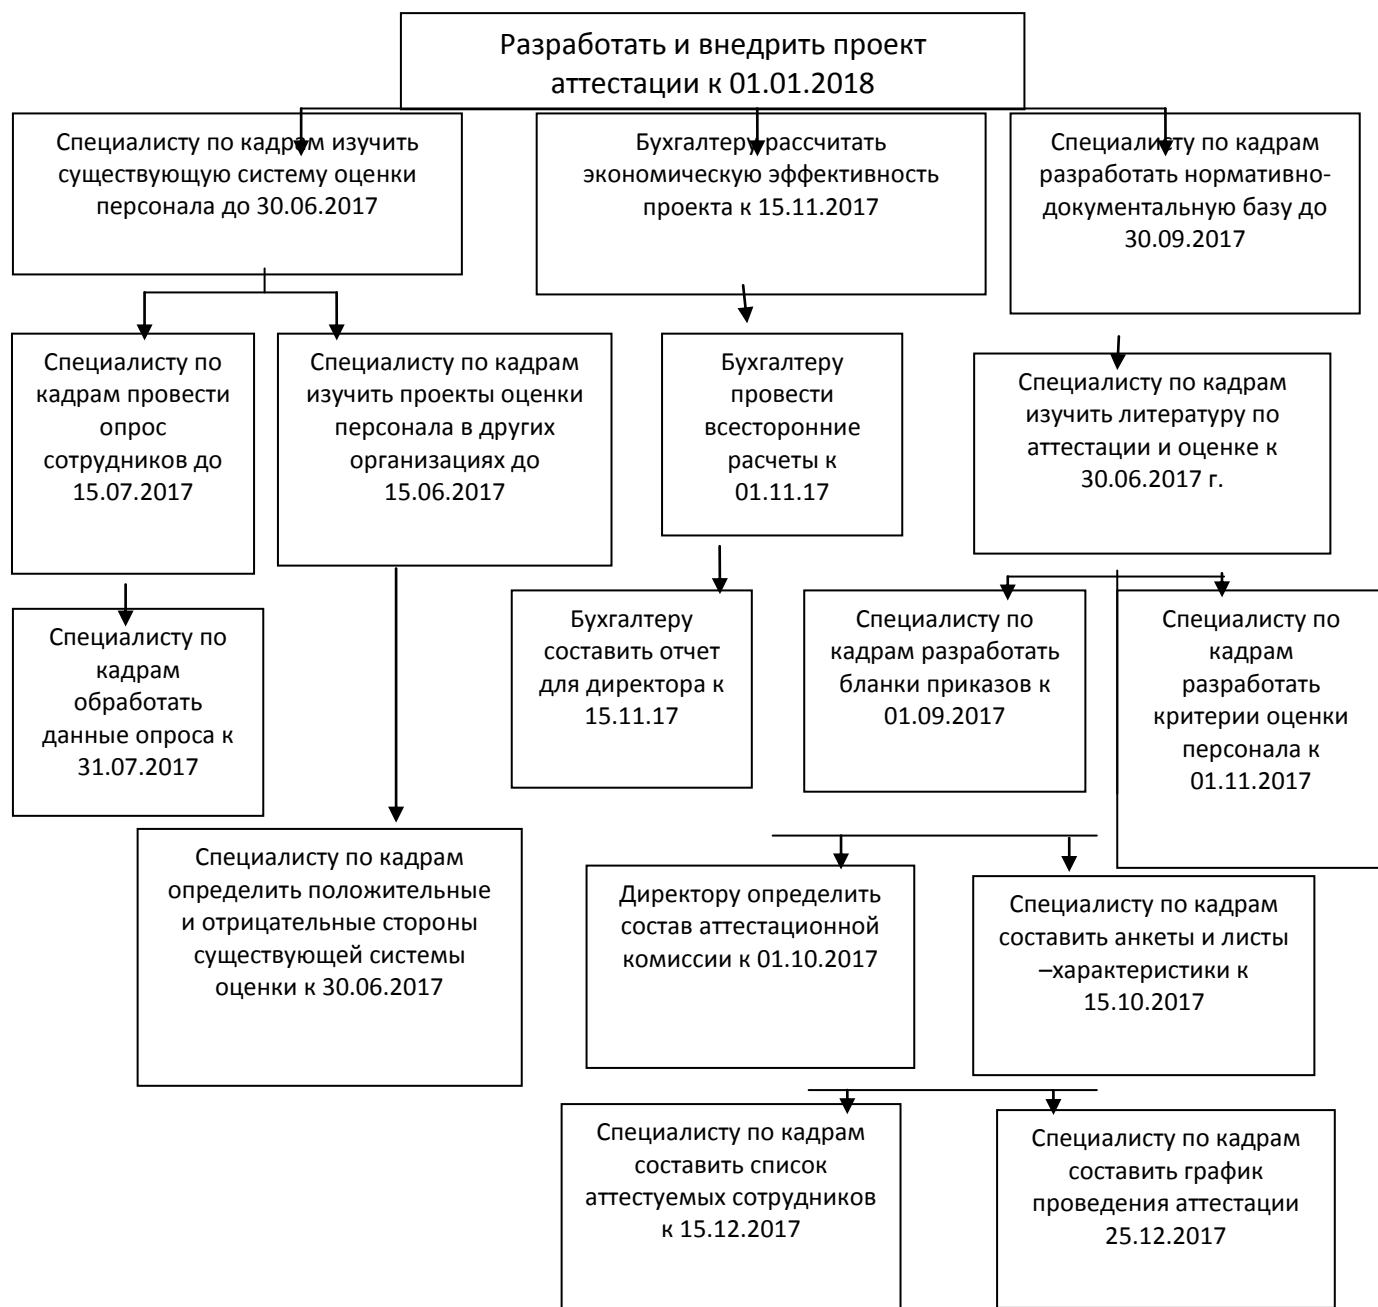 Разработать и внедрить проект
аттестации к 01.01.2018
Специалисту по кадрам изучить
существующую систему оценки
персонала до 30.06.2017
Бухгалтеру рассчитать
экономическую эффективность
проекта к 15.11.2017
Специалисту по кадрам
разработать нормативно-
документальную базу до
30.09.2017
Специалисту по
кадрам провести
опрос
сотрудников до
15.07.2017
Специалисту по кадрам
изучить проекты оценки
персонала в других
организациях до
15.06.2017
Бухгалтеру
провести
всесторонние
расчеты к
01.11.17
Специалисту по кадрам
изучить литературу по
аттестации и оценке к
30.06.2017 г.
Специалисту по
кадрам
обработать
данные опроса к
31.07.2017
Бухгалтеру
составить отчет
для директора к
15.11.17
Специалисту по
кадрам разработать
бланки приказов к
01.09.2017
Специалисту по
кадрам
разработать
критерии оценки
персонала к
01.11.2017
Специалисту по кадрам
определить положительные
и отрицательные стороны
существующей системы
оценки к 30.06.2017
Директору определить
состав аттестационной
комиссии к 01.10.2017
Специалисту по кадрам
составить анкеты и листы
–характеристики к
15.10.2017
Специалисту по кадрам
составить список
аттестуемых сотрудников
к 15.12.2017
Специалисту по кадрам
составить график
проведения аттестации
25.12.2017